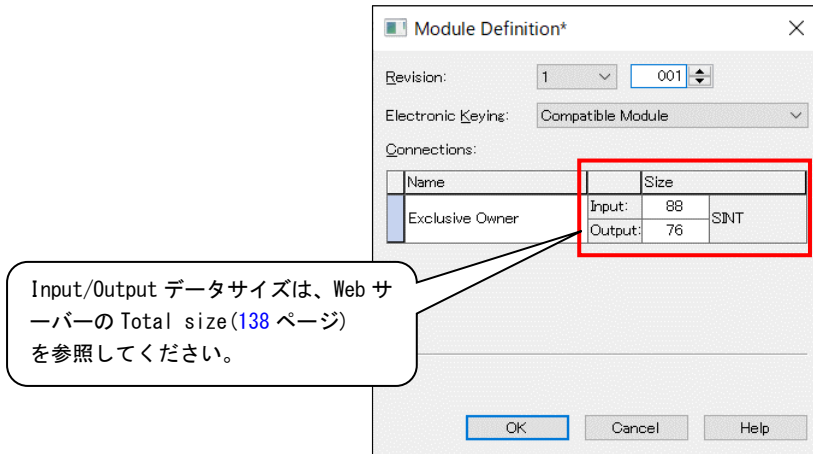 Module Definition*
Revision: 1 001
Electronic Keying: Compatible Module
Connections:
Name Size
Exclusive Owner Input: 88 SINT
Output: 76
Input/Output データサイズは、Web サ
ーバーの Total size(138 ページ)
を参照してください。
OK Cancel Help